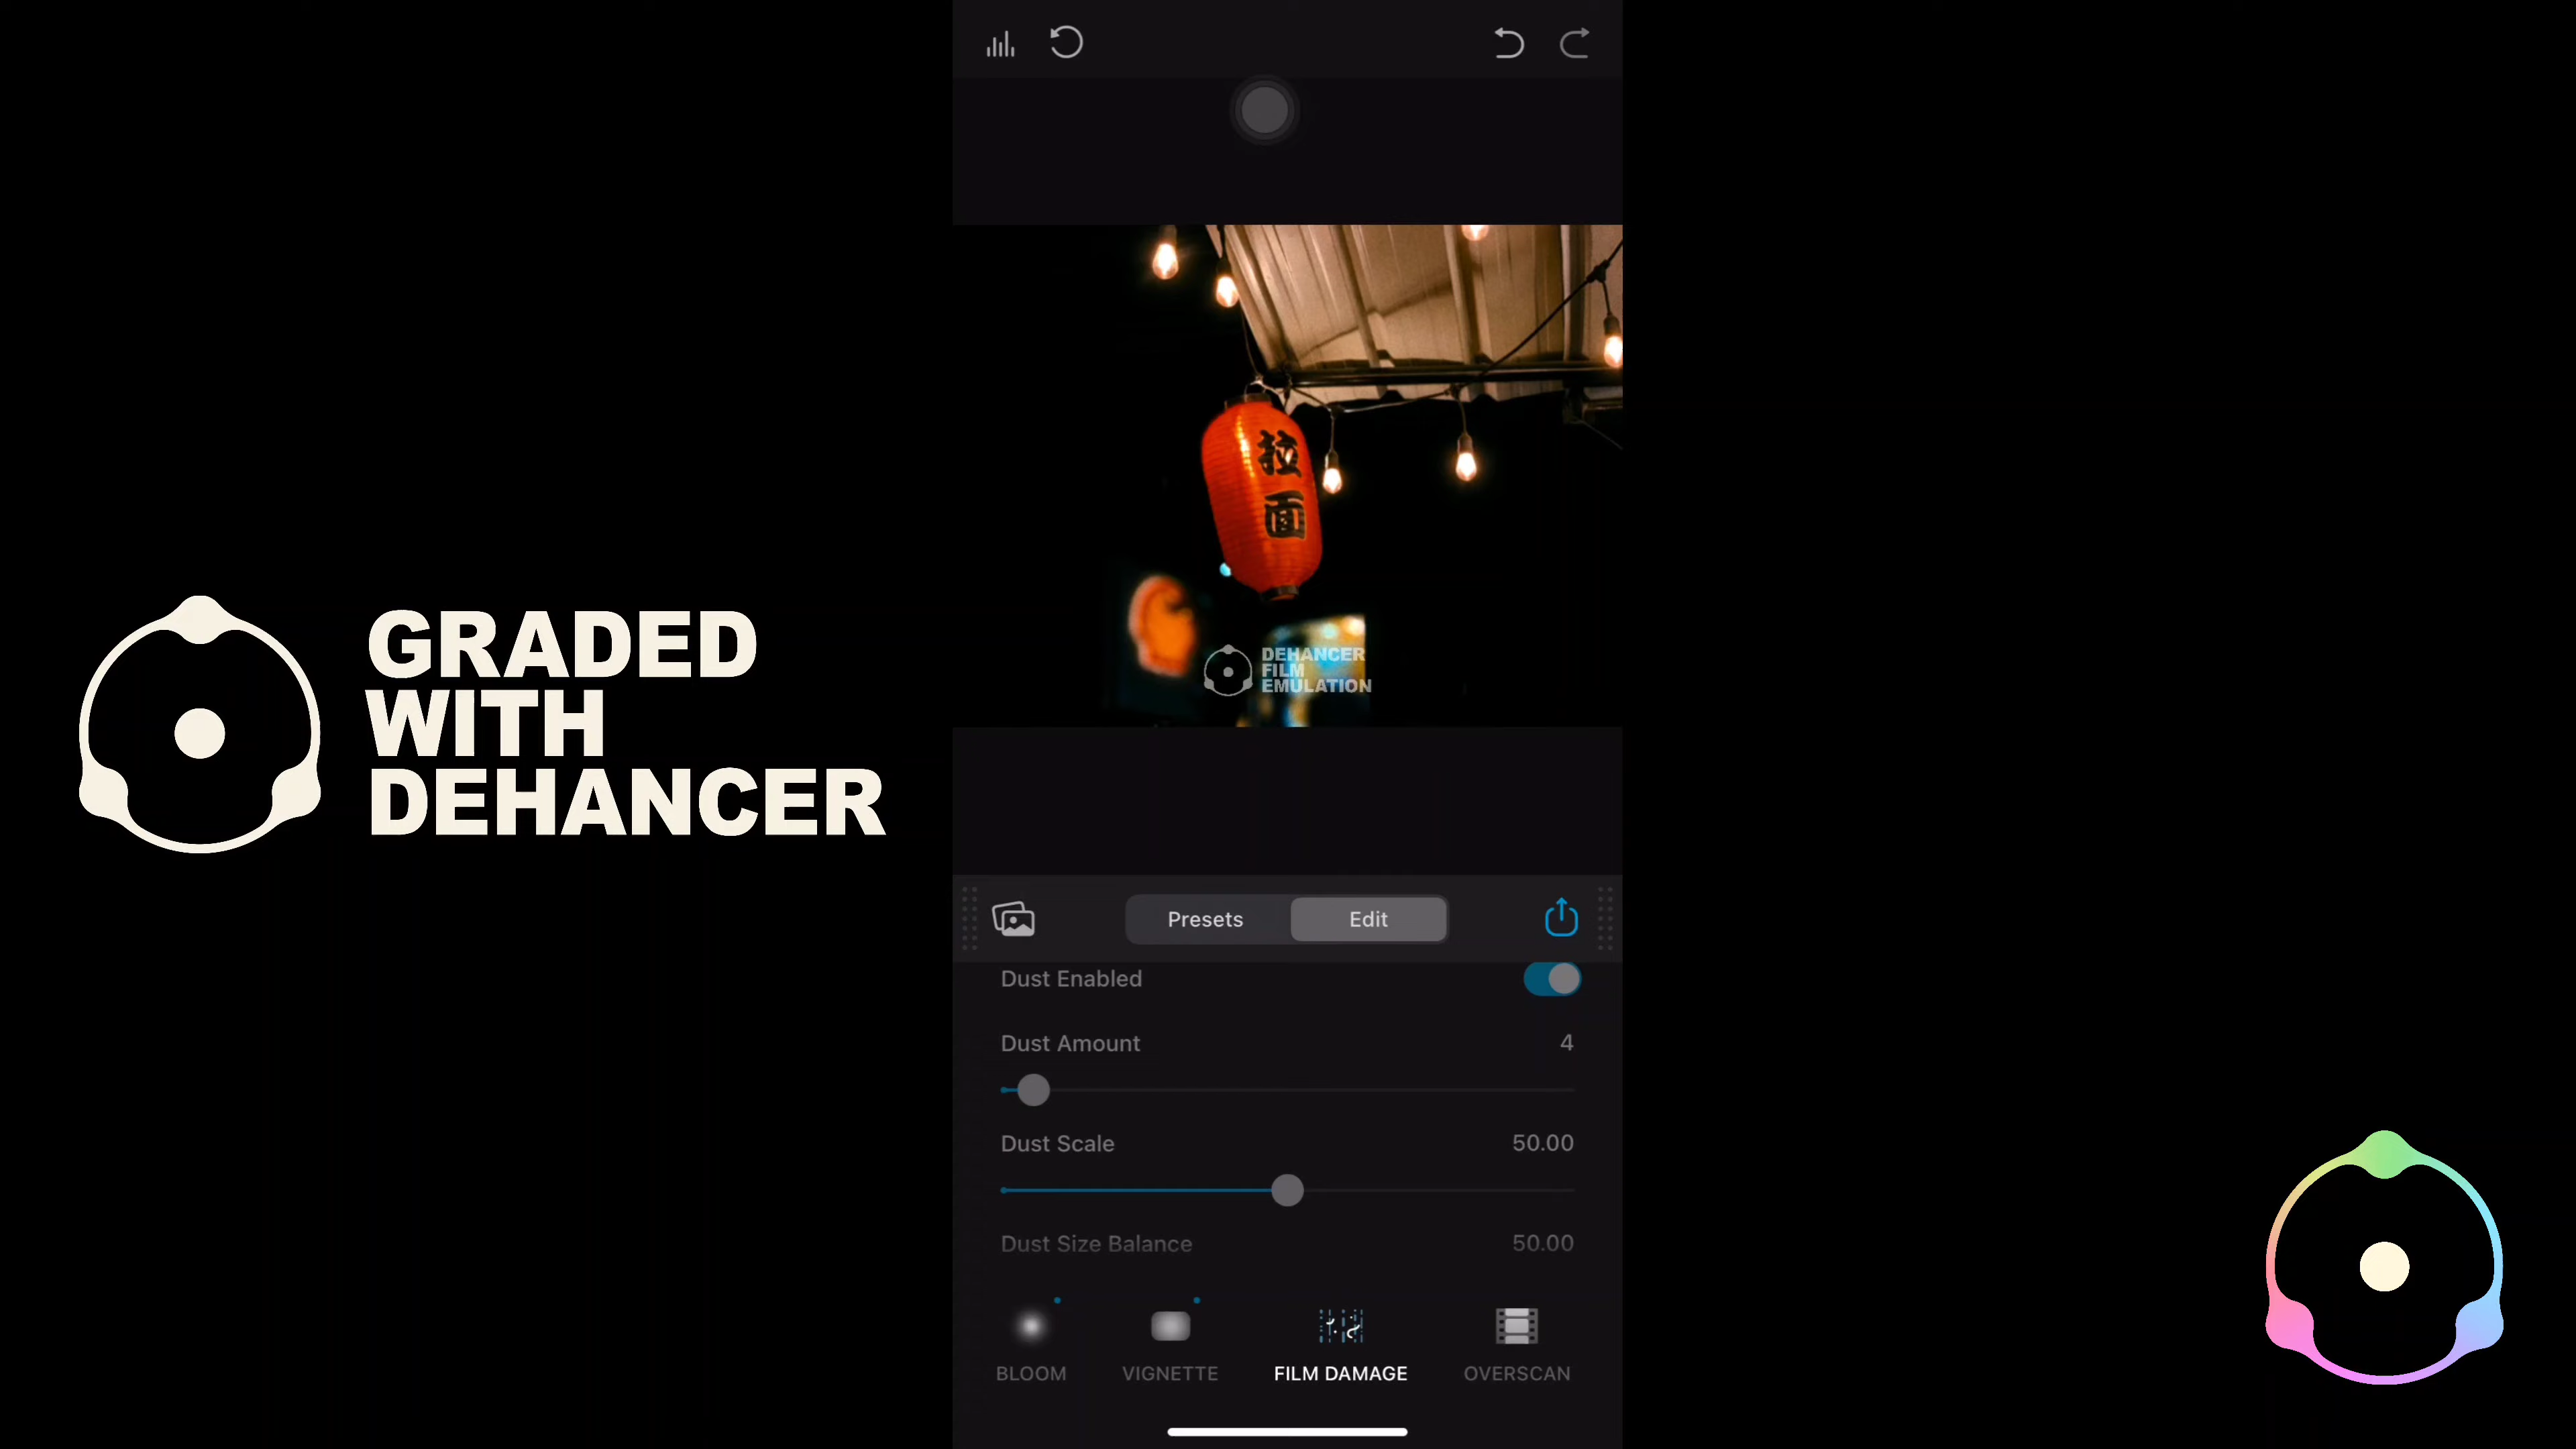 拉
面
DEHANCER
FILM
EMULATION
GRADED
WITH
DEHANCER
Presets
Edit
Dust Enabled
Dust Amount
4
Dust Scale
50.00
Dust Size Balance
50.00
BLOOM
VIGNETTE
FILM DAMAGE
OVERSCAN